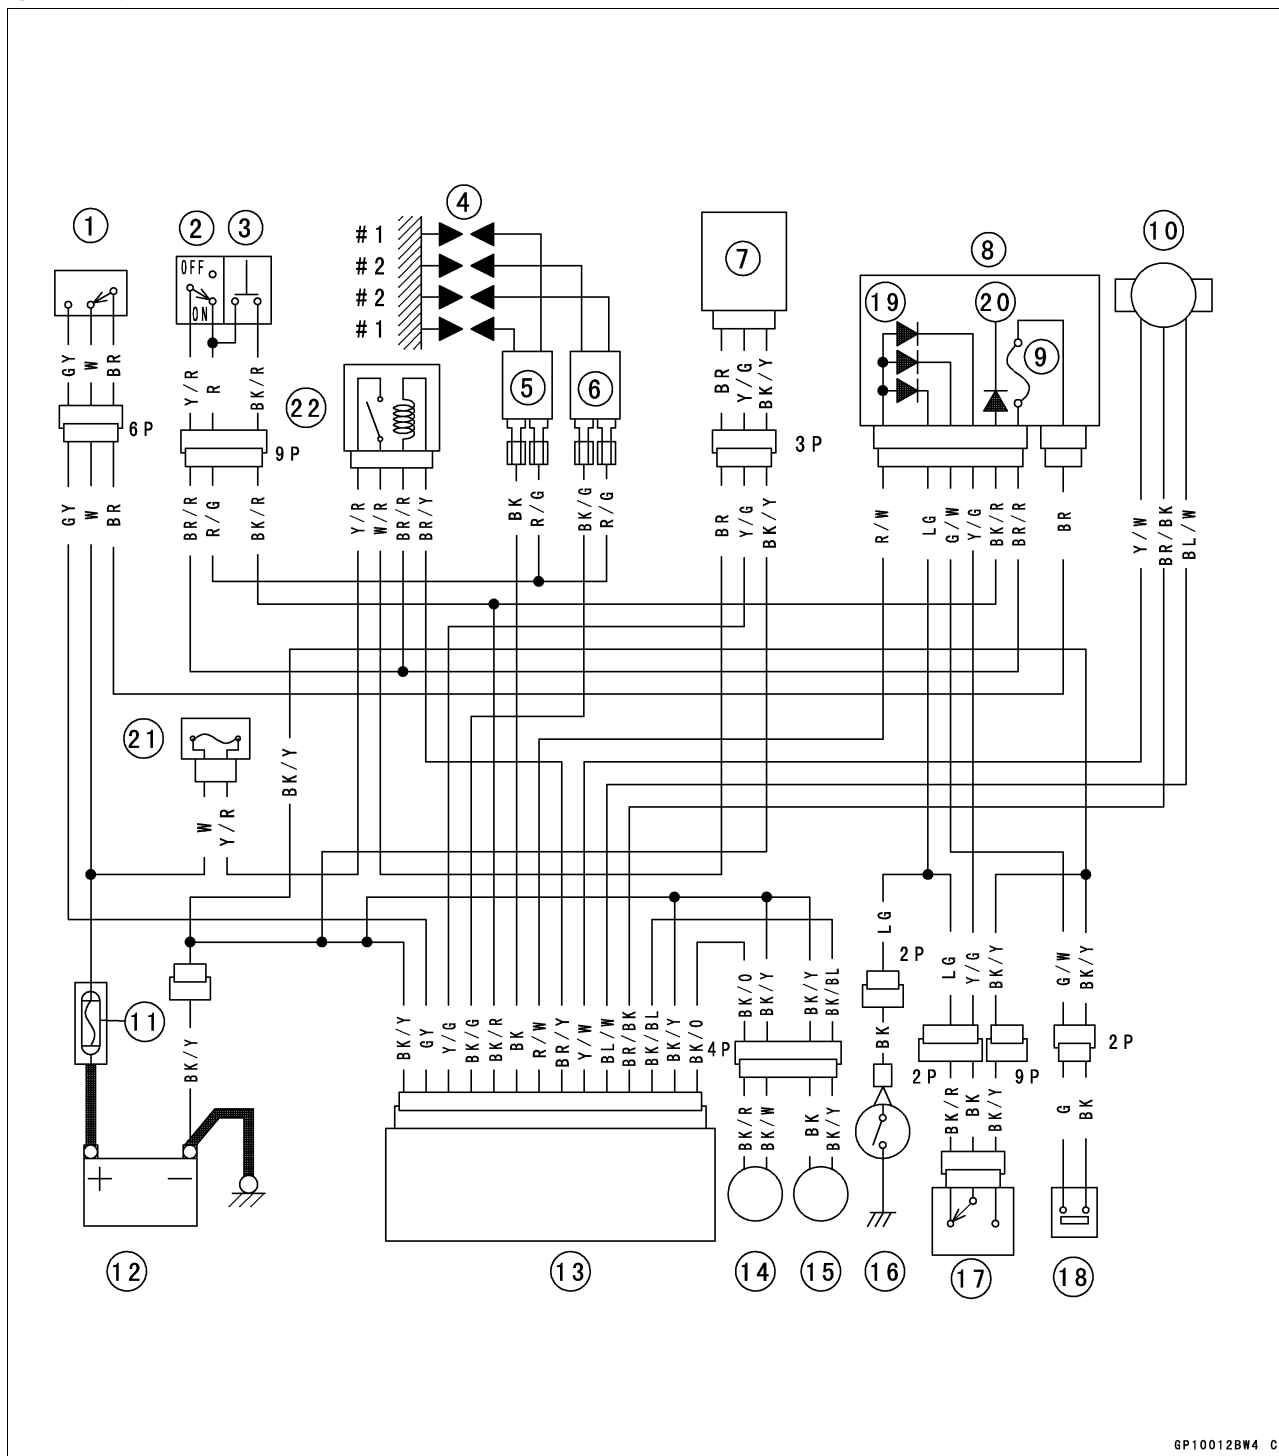 4
1 2 3 10
#1
7 8
OFF #2 19 20
#2
ON 9
#1
GY W BR Y/R R BK/R 5 6 BR Y/G BK/Y
22
6P 9P 3P
GY W BR BR/R R/G BK/R Y/R W/R BR/R BR/Y BK R/G BK/G R/G BR Y/G BK/Y R/W LG G/W Y/G BK/R BR/R BR Y/W BR/BK BL/W
21
BK/Y
W Y/R
LG 2P LG Y/G BK/Y G/W BK/Y
BK/O BK/Y BK/Y BK/BL
11
BK/Y GY Y/G BK/G BK/R BK R/W BR/Y Y/W BL/W BR/BK BK/BL BK/Y BK/O 4P BK 2P
BK/Y 2P 9P
BK/R BK/W BK BK/Y BK/R BK BK/Y G BK
+ −
12 13 14 15 16 17 18
GP10012BW4 C